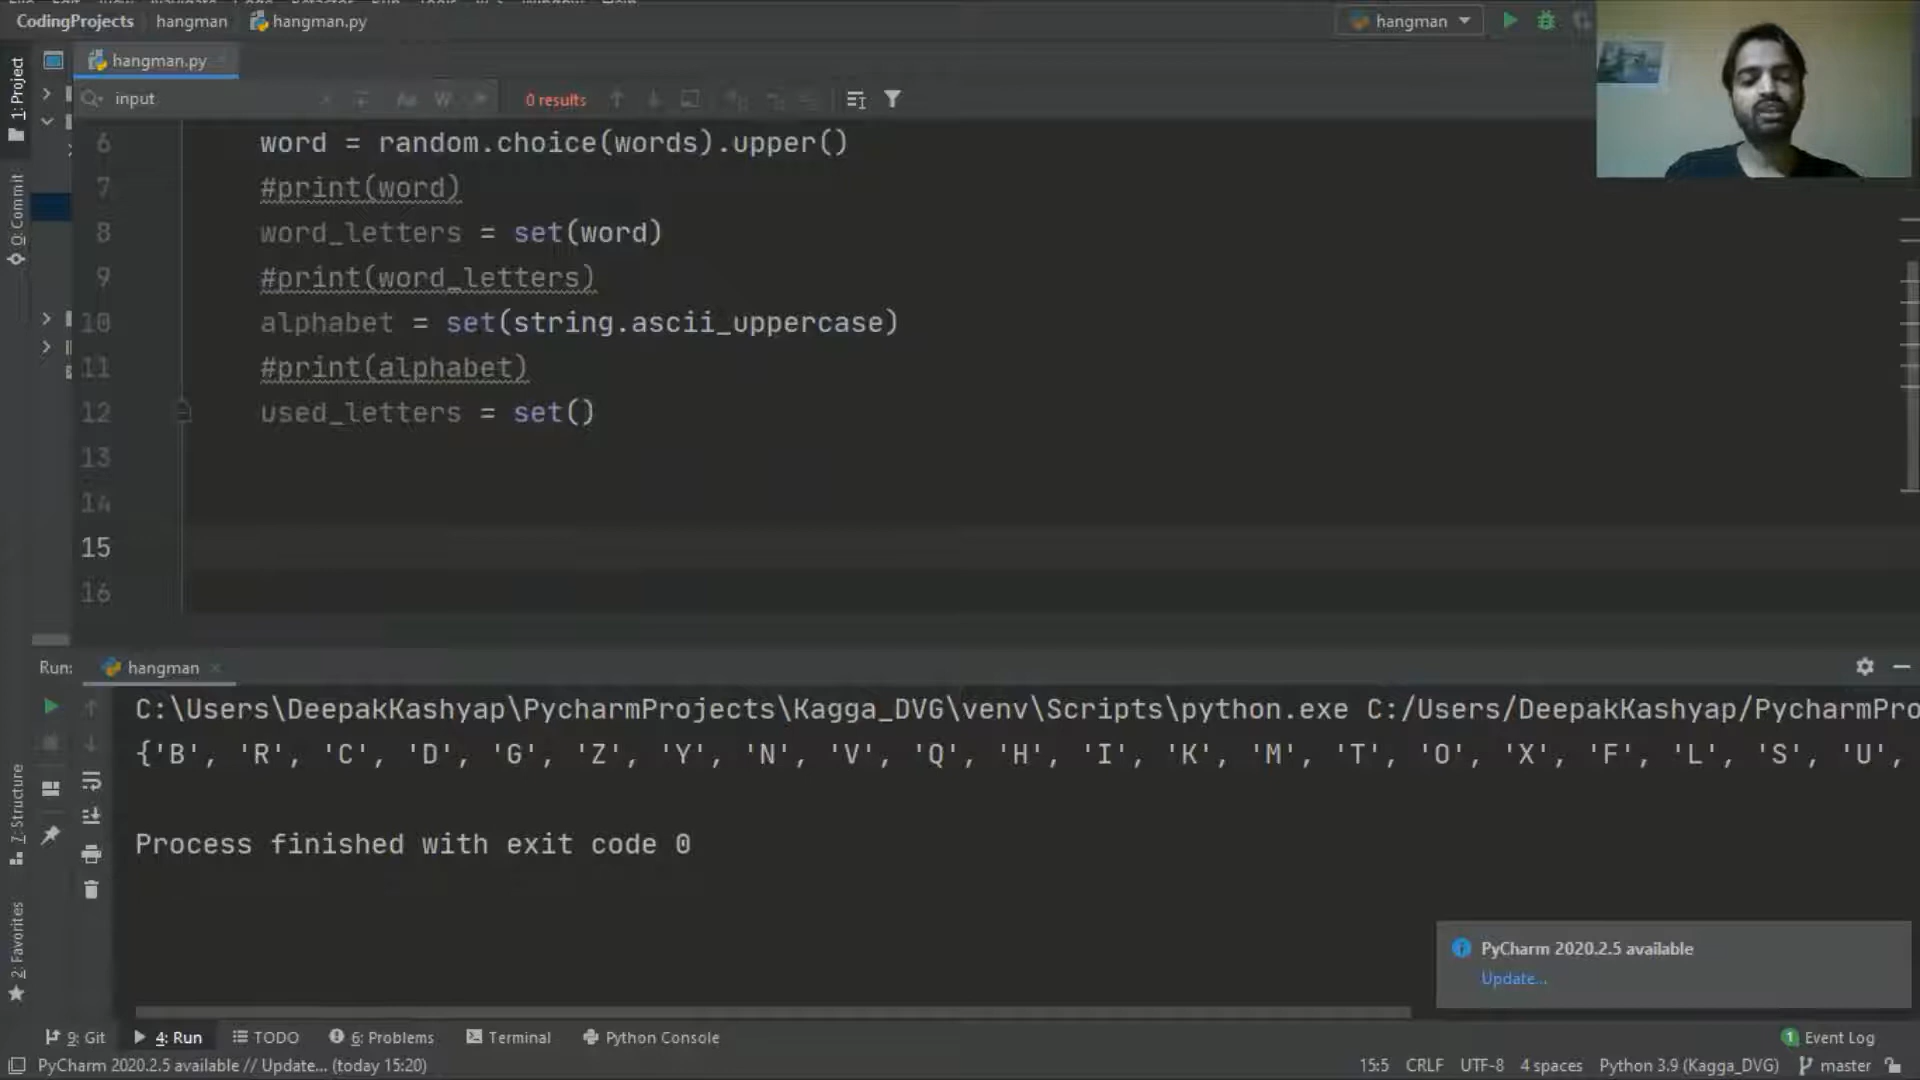 CodingProjects hangman hangman.py
hangman
1: Project
hangman.py
input
0 results
0: Commit
6 word = random.choice(words).upper()
7 #print(word)
8 word_letters = set(word)
9 #print(word_letters)
10 alphabet = set(string.ascii_uppercase)
11 #print(alphabet)
12 used_letters = set()
13
14
15
16
Run: hangman
C:\Users\DeepakKashyap\PycharmProjects\Kagga_DVG\venv\Scripts\python.exe C:/Users/DeepakKashyap/PycharmPro
{'B', 'R', 'C', 'D', 'G', 'Z', 'Y', 'N', 'V', 'Q', 'H', 'I', 'K', 'M', 'T', 'O', 'X', 'F', 'L', 'S', 'U',
Process finished with exit code 0
7: Structure
2: Favorites
PyCharm 2020.2.5 available
Update...
9: Git 4: Run TODO 6: Problems Terminal Python Console
1 Event Log
PyCharm 2020.2.5 available // Update... (today 15:20)
15:5 CRLF UTF-8 4 spaces Python 3.9 (Kagga_DVG) master